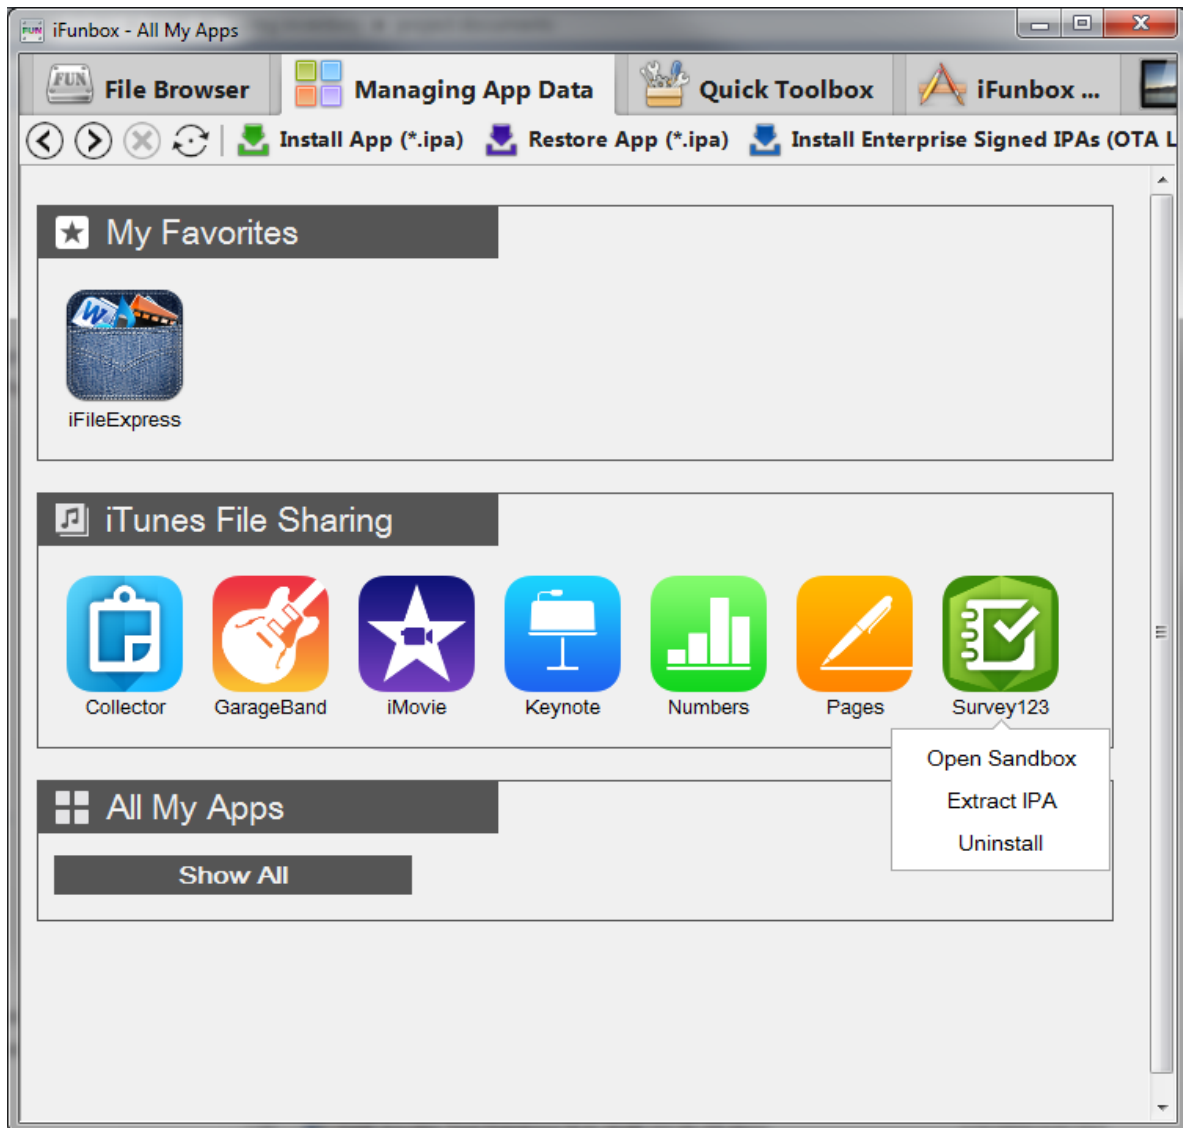 FUN iFunbox - All My Apps
FUN File Browser Managing App Data Quick Toolbox iFunbox ...
Install App (*.ipa) Restore App (*.ipa) Install Enterprise Signed IPAs (OTA L
My Favorites
W
iFileExpress
iTunes File Sharing
Collector GarageBand iMovie Keynote Numbers Pages Survey123
Open Sandbox
Extract IPA
Uninstall
All My Apps
Show All